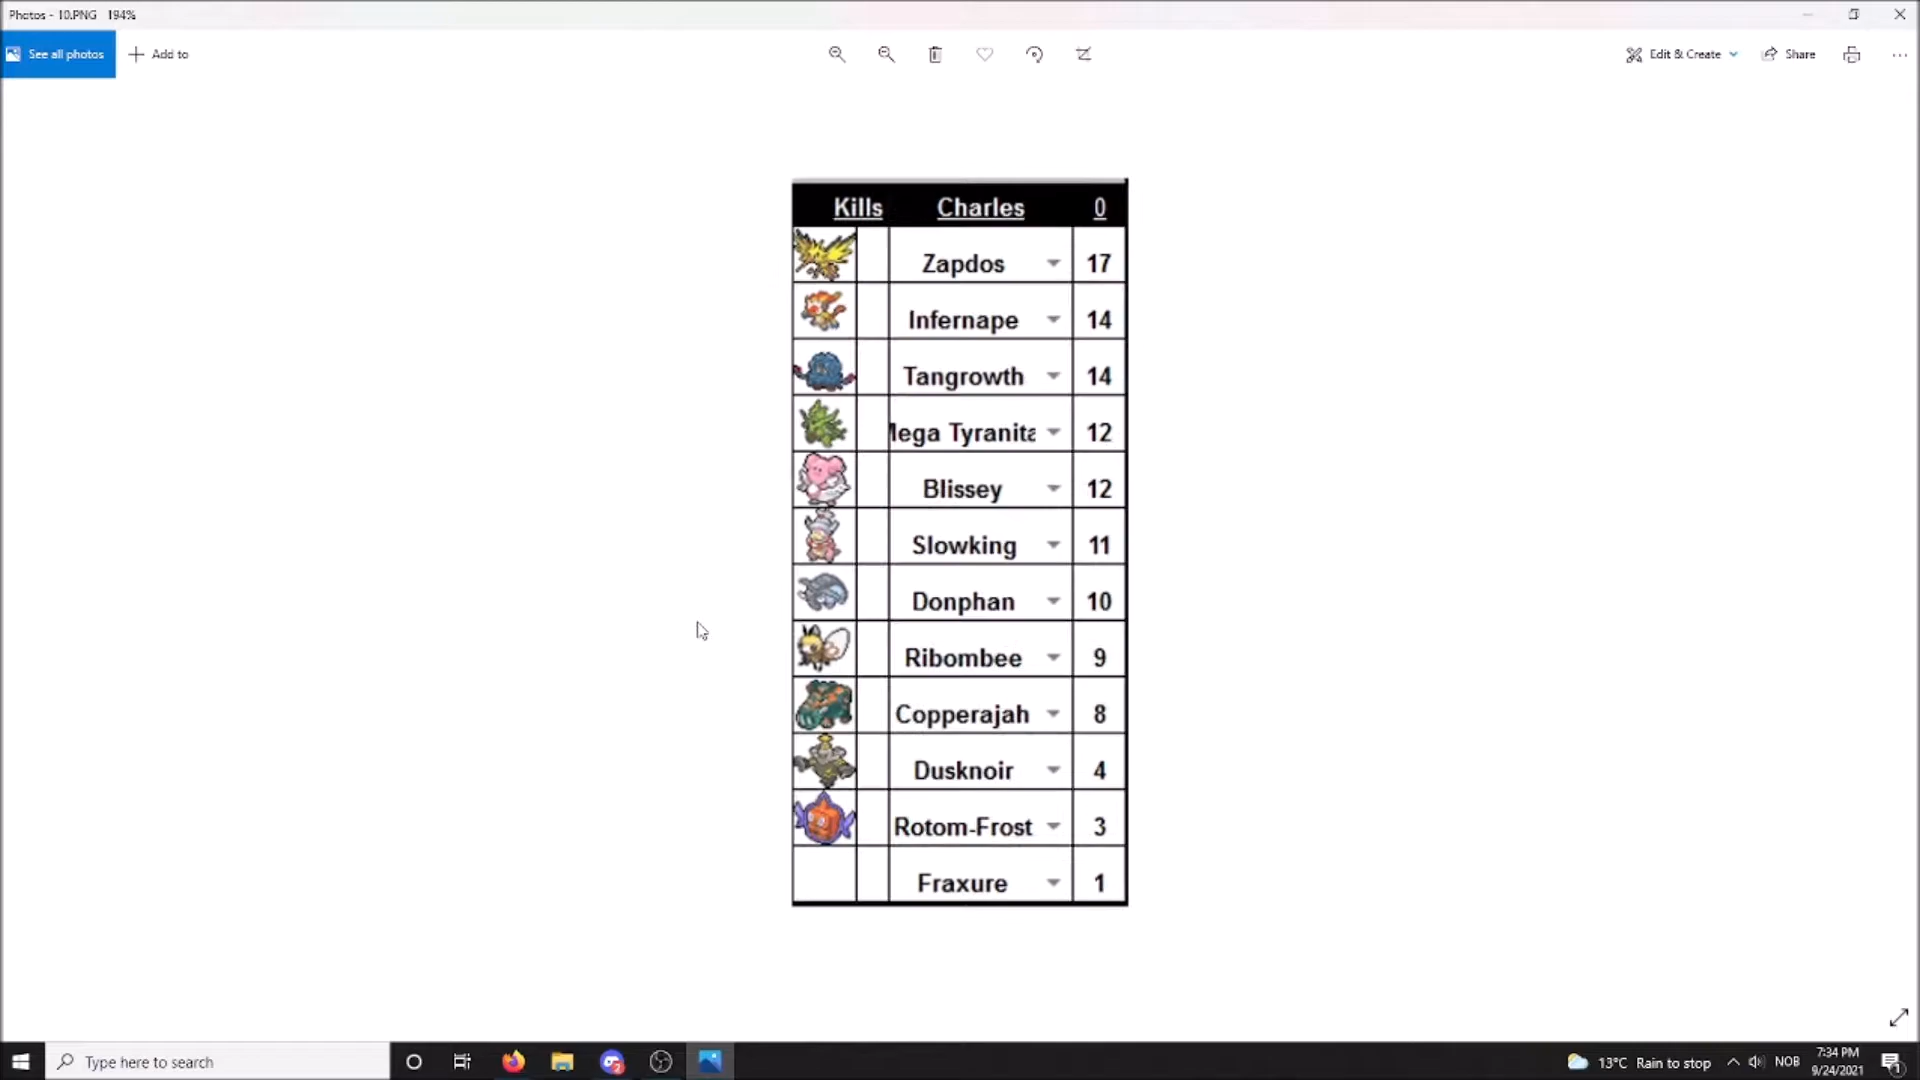 Photos - 10.PNG 194%
See all photos
Add to
Edit & Create
Share
Kills Charles 0
Zapdos 17
Infernape 14
Tangrowth 14
Mega Tyranita 12
Blissey 12
Slowking 11
Donphan 10
Ribombee 9
Copperajah 8
Dusknoir 4
Rotom-Frost 3
Fraxure 1
Type here to search
13°C Rain to stop
NOB
7:34 PM
9/24/2021